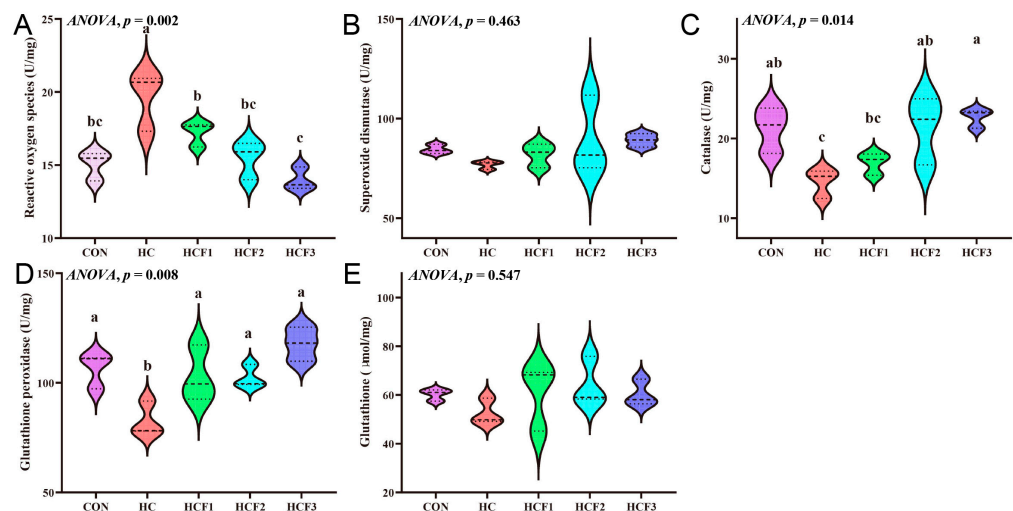 A
ANOVA, p = 0.002
Reactive oxygen species (U/mg)
25
20
15
10
bc
a
b
bc
c
CON HC HCF1 HCF2 HCF3
B
ANOVA, p = 0.463
Superoxide dismutase (U/mg)
150
100
50
CON HC HCF1 HCF2 HCF3
C
ANOVA, p = 0.014
Catalase (U/mg)
30
20
10
ab
c
bc
ab
a
CON HC HCF1 HCF2 HCF3
D
ANOVA, p = 0.008
Glutathione peroxidase (U/mg)
150
100
50
a
b
a
a
a
CON HC HCF1 HCF2 HCF3
E
ANOVA, p = 0.547
Glutathione ( mol/mg)
100
80
60
40
20
CON HC HCF1 HCF2 HCF3